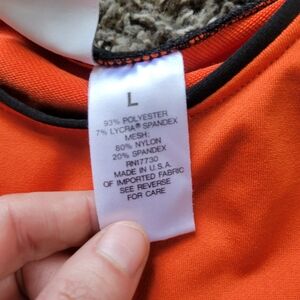 L
93% POLYESTER
7% LYCRA® SPANDEX
MESH:
80% NYLON
20% SPANDEX
RN17730
MADE IN U.S.A.
OF IMPORTED FABRIC
SEE REVERSE
FOR CARE